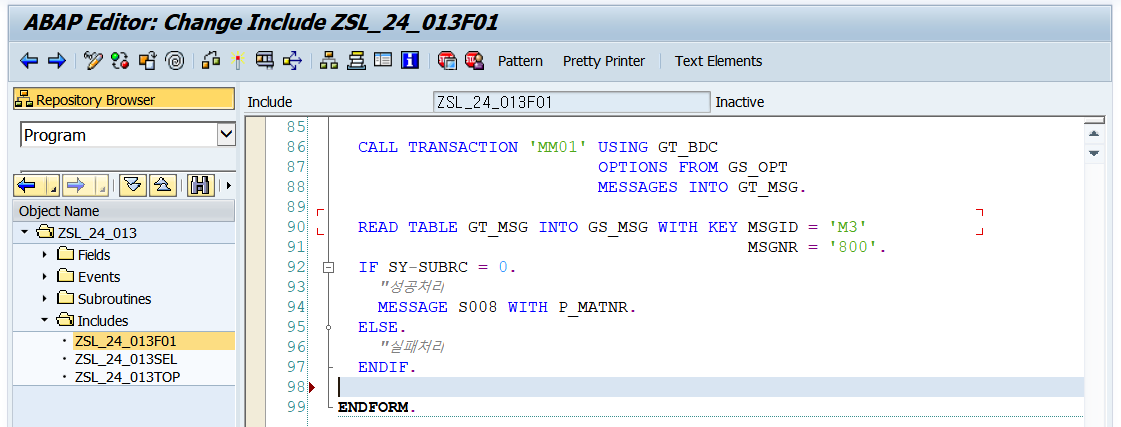 ABAP Editor: Change Include ZSL_24_013F01
Pattern Pretty Printer Text Elements
Repository Browser
Program
Object Name
ZSL_24_013
Fields
Events
Subroutines
Includes
ZSL_24_013F01
ZSL_24_013SEL
ZSL_24_013TOP
Include ZSL_24_013F01 Inactive
85
86 CALL TRANSACTION 'MM01' USING GT_BDC
87 OPTIONS FROM GS_OPT
88 MESSAGES INTO GT_MSG.
89
90 READ TABLE GT_MSG INTO GS_MSG WITH KEY MSGID = 'M3'
91 MSGNR = '800'.
92 IF SY-SUBRC = 0.
93 "성공처리
94 MESSAGE S008 WITH P_MATNR.
95 ELSE.
96 "실패처리
97 ENDIF.
98
99 ENDFORM.